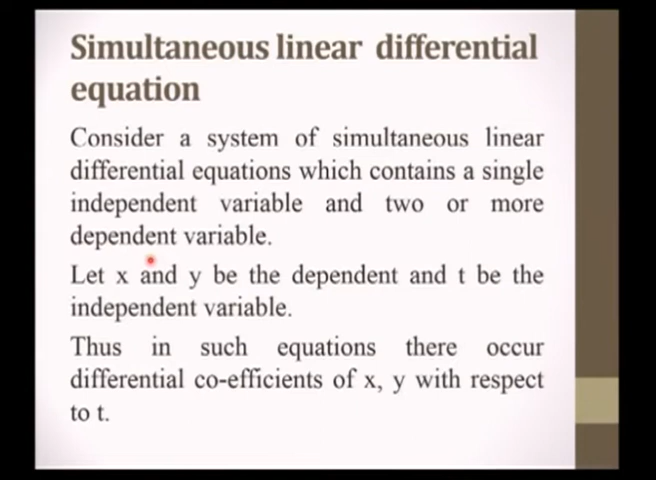 Simultaneous linear differential
equation
Consider a system of simultaneous linear
differential equations which contains a single
independent variable and two or more
dependent variable.
Let x and y be the dependent and t be the
independent variable.
Thus in such equations there occur
differential co-efficients of x, y with respect
to t.